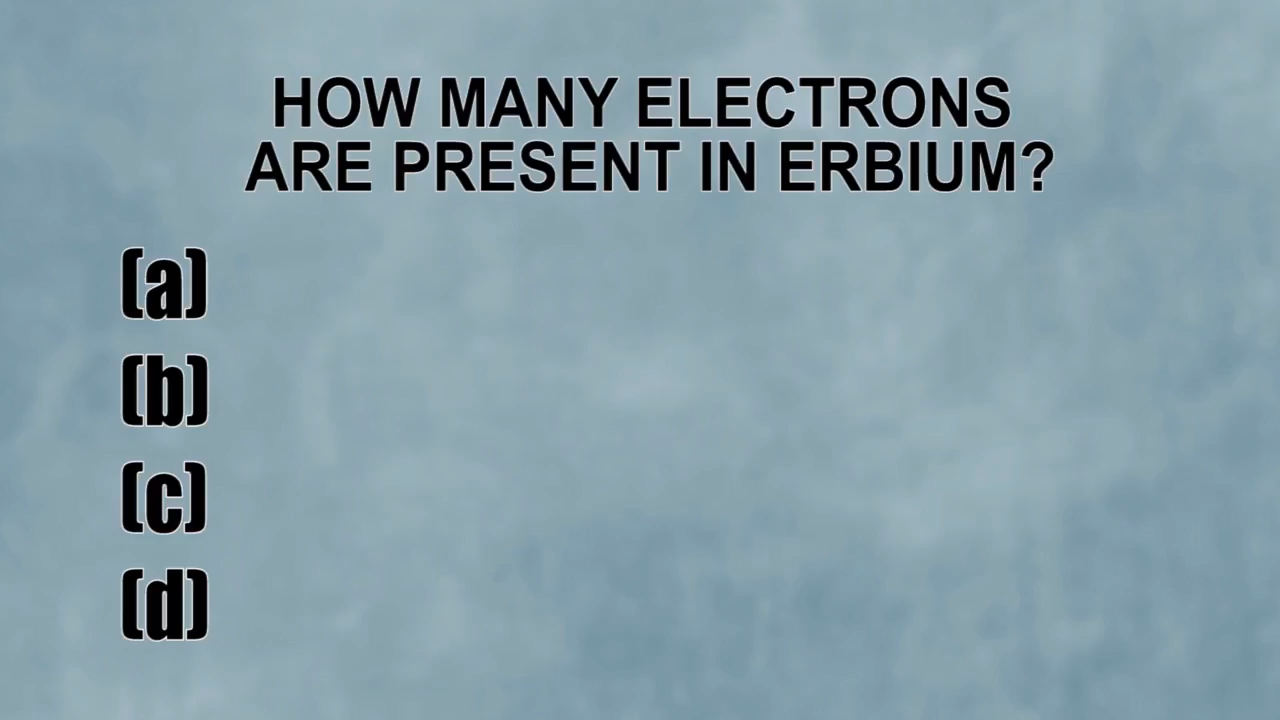 HOW MANY ELECTRONS
ARE PRESENT IN ERBIUM?
(a)
(b)
(c)
(d)